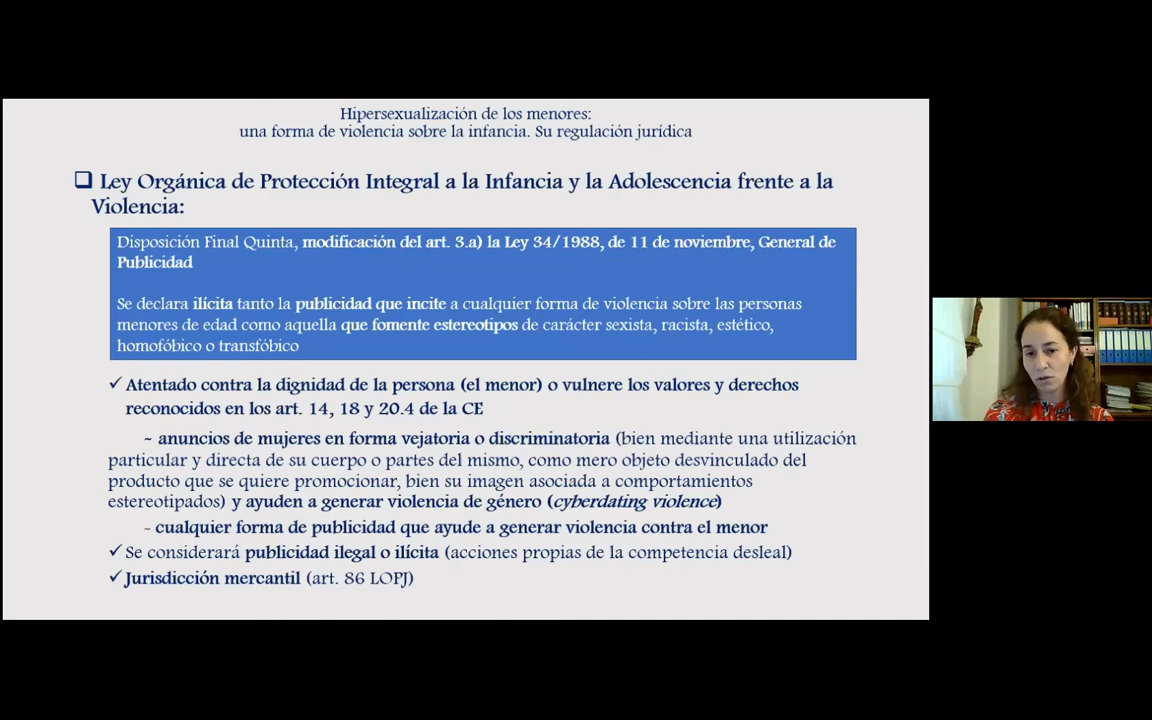 Hipersexualización de los menores:
una forma de violencia sobre la infancia. Su regulación jurídica
❑ Ley Orgánica de Protección Integral a la Infancia y la Adolescencia frente a la
Violencia:
Disposición Final Quinta, modificación del art. 3.a) la Ley 34/1988, de 11 de noviembre, General de
Publicidad
Se declara ilícita tanto la publicidad que incite a cualquier forma de violencia sobre las personas
menores de edad como aquella que fomente estereotipos de carácter sexista, racista, estético,
homofóbico o transfóbico
✓ Atentado contra la dignidad de la persona (el menor) o vulnere los valores y derechos
reconocidos en los art. 14, 18 y 20.4 de la CE
- anuncios de mujeres en forma vejatoria o discriminatoria (bien mediante una utilización
particular y directa de su cuerpo o partes del mismo, como mero objeto desvinculado del
producto que se quiere promocionar, bien su imagen asociada a comportamientos
estereotipados) y ayuden a generar violencia de género (cyberdating violence)
- cualquier forma de publicidad que ayude a generar violencia contra el menor
✓ Se considerará publicidad ilegal o ilícita (acciones propias de la competencia desleal)
✓ Jurisdicción mercantil (art. 86 LOPJ)